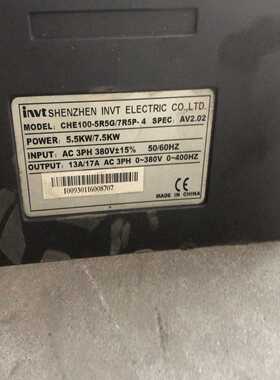 invt SHENZHEN INVT ELECTRIC CO.,LTD.
MODEL: CHE100-5R5G/7R5P-4 SPEC: AV2.02
POWER: 5.5KW/7.5KW
INPUT: AC 3PH 380V±15% 50/60HZ
OUTPUT: 13A/17A AC 3PH 0~380V 0~400HZ
I00930116008707
CE
MADE IN CHINA